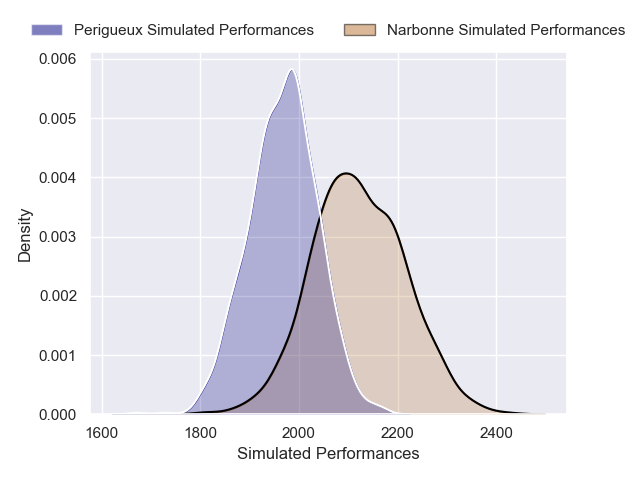 Perigueux Simulated Performances Narbonne Simulated Performances
0.006
0.005
0.004
0.003
0.002
0.001
0.000
Density
1600 1800 2000 2200 2400
Simulated Performances